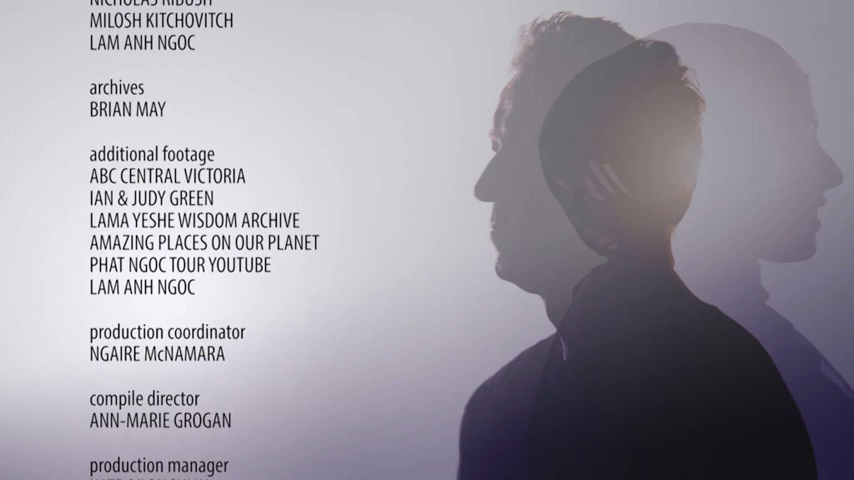 MILOSH KITCHOVITCH
LAM ANH NGOC
archives
BRIAN MAY
additional footage
ABC CENTRAL VICTORIA
IAN & JUDY GREEN
LAMA YESHE WISDOM ARCHIVE
AMAZING PLACES ON OUR PLANET
PHAT NGOC TOUR YOUTUBE
LAM ANH NGOC
production coordinator
NGAIRE McNAMARA
compile director
ANN-MARIE GROGAN
production manager